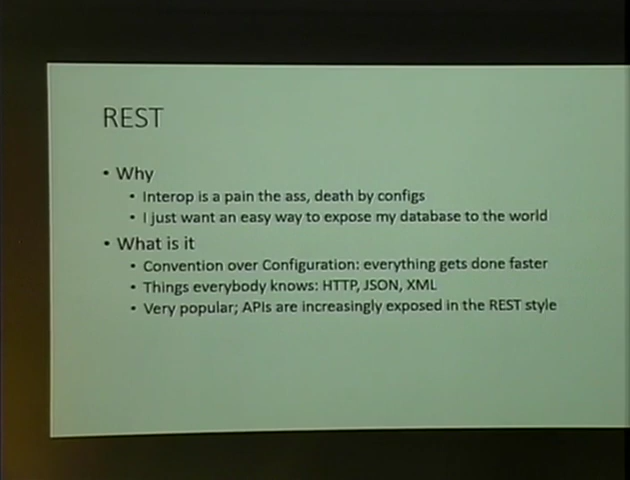 REST
• Why
• Interop is a pain the ass, death by configs
• I just want an easy way to expose my database to the world
• What is it
• Convention over Configuration: everything gets done faster
• Things everybody knows: HTTP, JSON, XML
• Very popular; APIs are increasingly exposed in the REST style